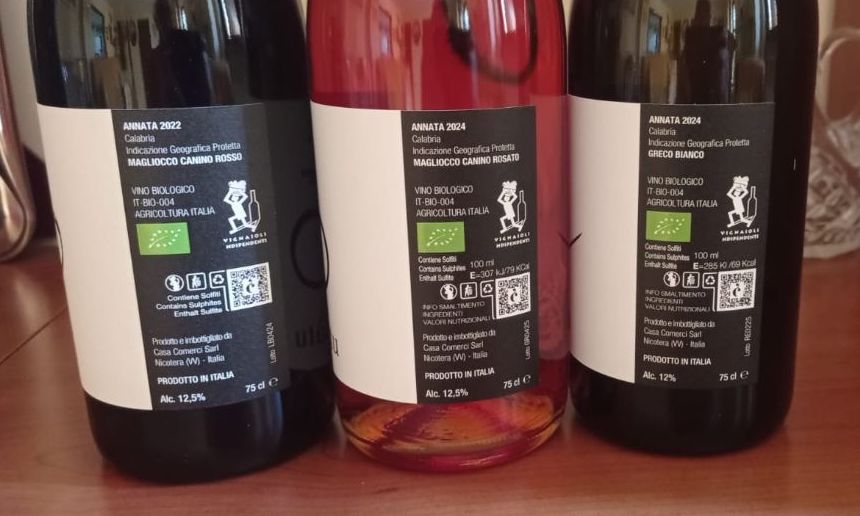 ANNATA 2022
Calabria
Indicazione Geografica Protetta
MAGLIOCCO CANINO ROSSO
VINO BIOLOGICO
IT-BIO-004
AGRICOLTURA ITALIA
VIGNAIOLI
INDIPENDENTI
Contiene Solfiti
Contains Sulphites
Enthalt Sulfite
Prodotto e imbottigliato da
Casa Comerci Sarl
Nicotera (VV) - Italia
Lotto LB0424
PRODOTTO IN ITALIA
Alc. 12,5%
75 cl e
ANNATA 2024
Calabria
Indicazione Geografica Protetta
MAGLIOCCO CANINO ROSATO
VINO BIOLOGICO
IT-BIO-004
AGRICOLTURA ITALIA
VIGNAIOLI
INDIPENDENTI
Contiene Solfiti
Contains Sulphites
Enthalt Sulfite
100 ml
E=307 kJ/79 KCal
INFO SMALTIMENTO
INGREDIENTI
VALORI NUTRIZIONALI
Prodotto e imbottigliato da
Casa Comerci Sarl
Nicotera (VV) - Italia
PRODOTTO IN ITALIA
Alc. 12,5%
75 cl e
ANNATA 2024
Calabria
Indicazione Geografica Protetta
GRECO BIANCO
VINO BIOLOGICO
IT-BIO-004
AGRICOLTURA ITALIA
VIGNAIOLI
INDIPENDENTI
Contiene Solfiti
Contains Sulphites
Enthalt Sulfite
100 ml
E=285 KJ/69 Kcal
INFO SMALTIMENTO
INGREDIENTI
VALORI NUTRIZIONALI
Prodotto e imbottigliato da
Casa Comerci Sarl
Nicotera (VV) - Italia
Lotto RE0225
PRODOTTO IN ITALIA
Alc. 12%
75 cl e